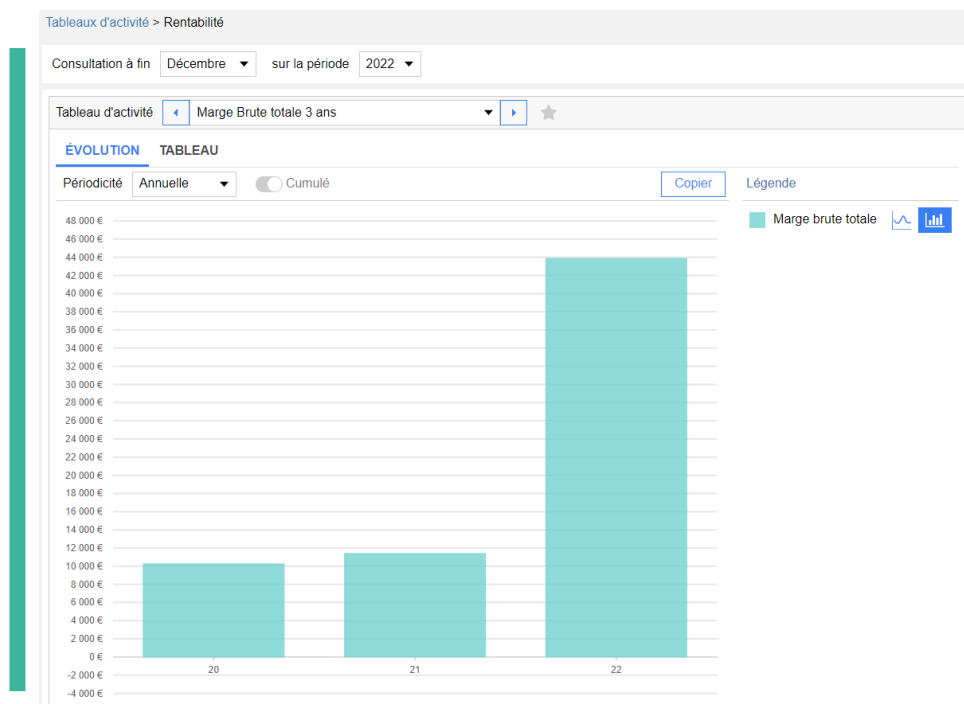 Tableaux d'activité > Rentabilité
Consultation à fin Décembre sur la période 2022
Tableau d'activité Marge Brute totale 3 ans
ÉVOLUTION TABLEAU
Périodicité Annuelle Cumulé Copier Légende
Marge brute totale
48 000 €
46 000 €
44 000 €
42 000 €
40 000 €
38 000 €
36 000 €
34 000 €
32 000 €
30 000 €
28 000 €
26 000 €
24 000 €
22 000 €
20 000 €
18 000 €
16 000 €
14 000 €
12 000 €
10 000 €
8 000 €
6 000 €
4 000 €
2 000 €
0 €
20 21 22
-2 000 €
-4 000 €